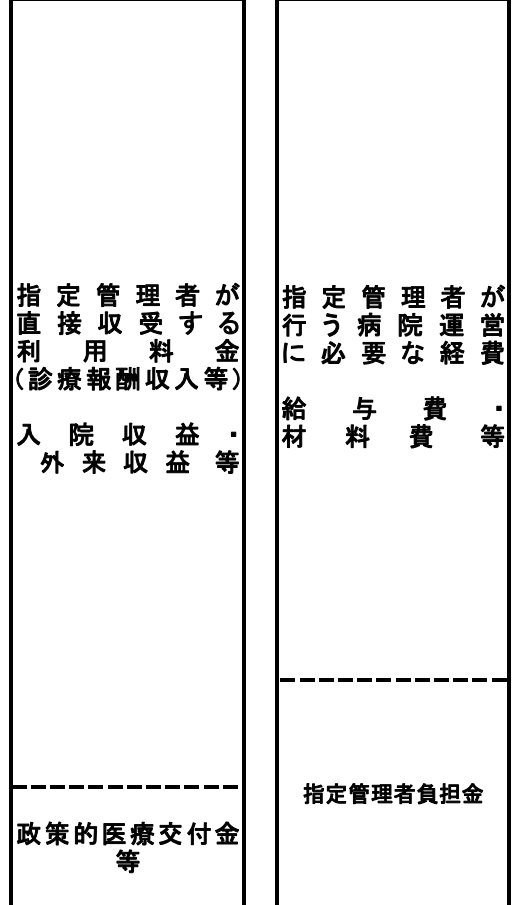 指定管理者が
直接収受する
利用料金
(診療報酬収入等)
入院収益・
外来収益等
政策的医療交付金
等
指定管理者が
行う病院運営
に必要な経費
給与費・
材料費等
指定管理者負担金